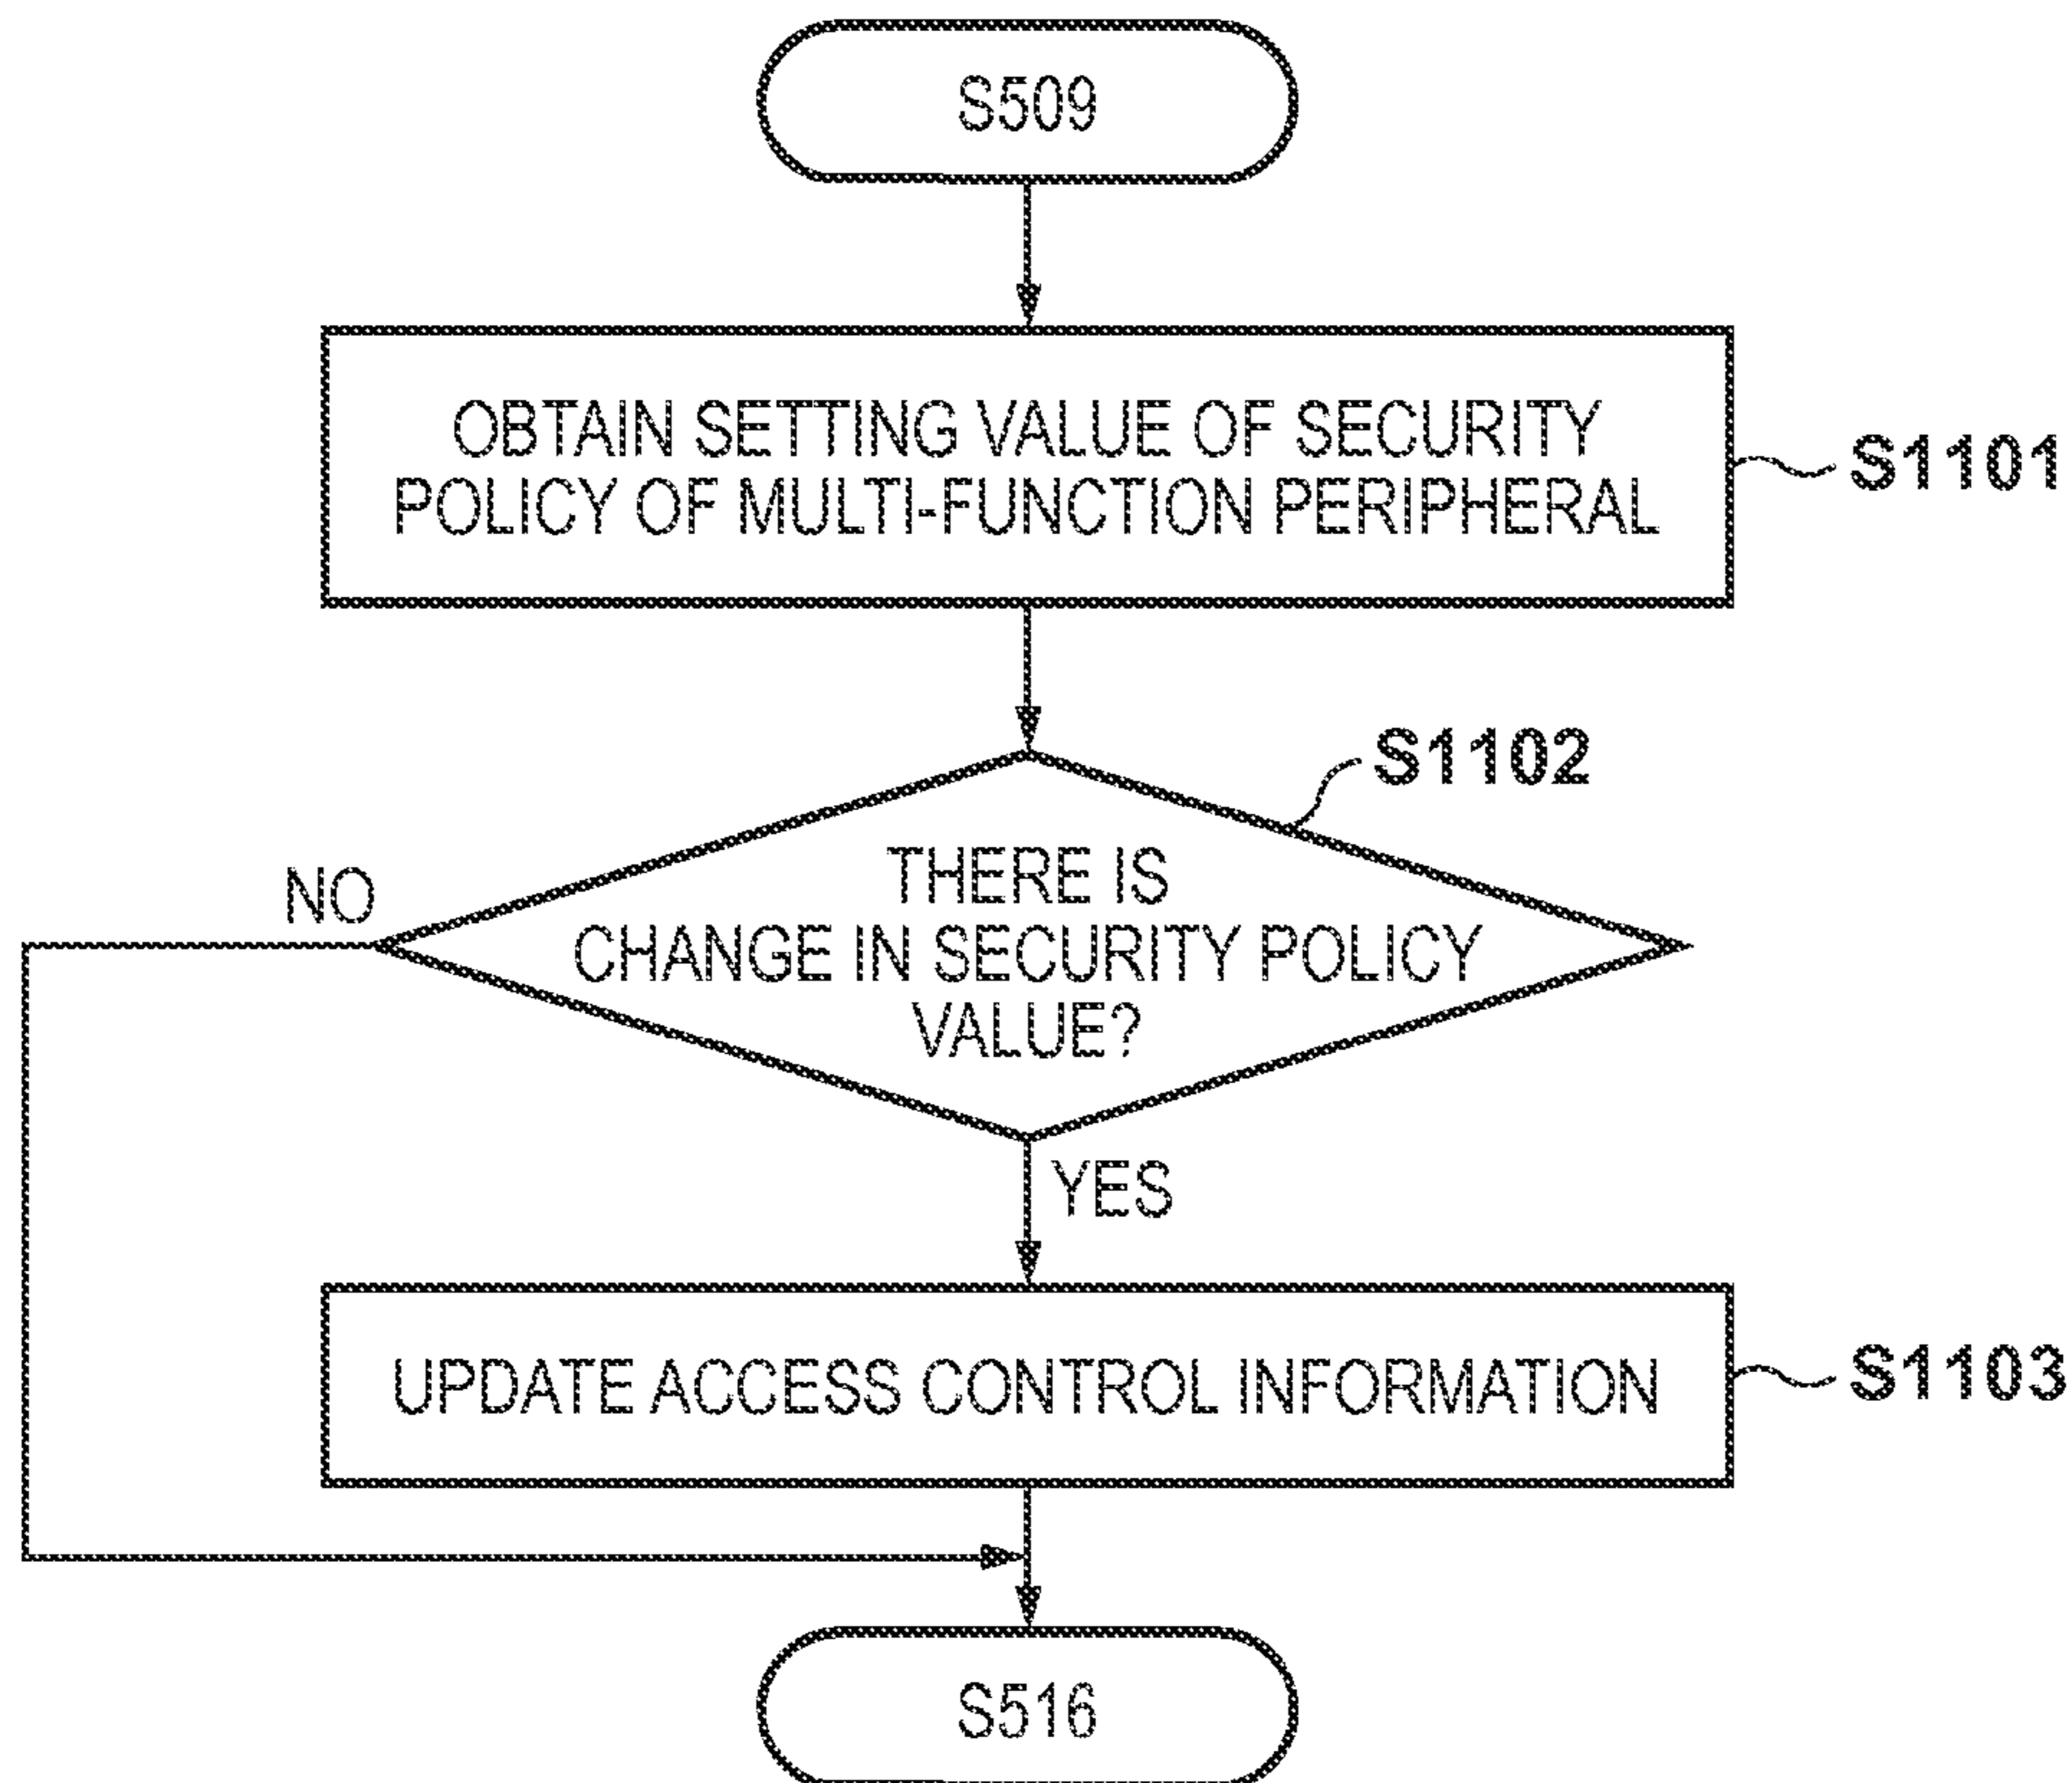 S509
OBTAIN SETTING VALUE OF SECURITY
POLICY OF MULTI-FUNCTION PERIPHERAL
S1101
S1102
THERE IS
CHANGE IN SECURITY POLICY
VALUE?
NO
YES
UPDATE ACCESS CONTROL INFORMATION
S1103
S516